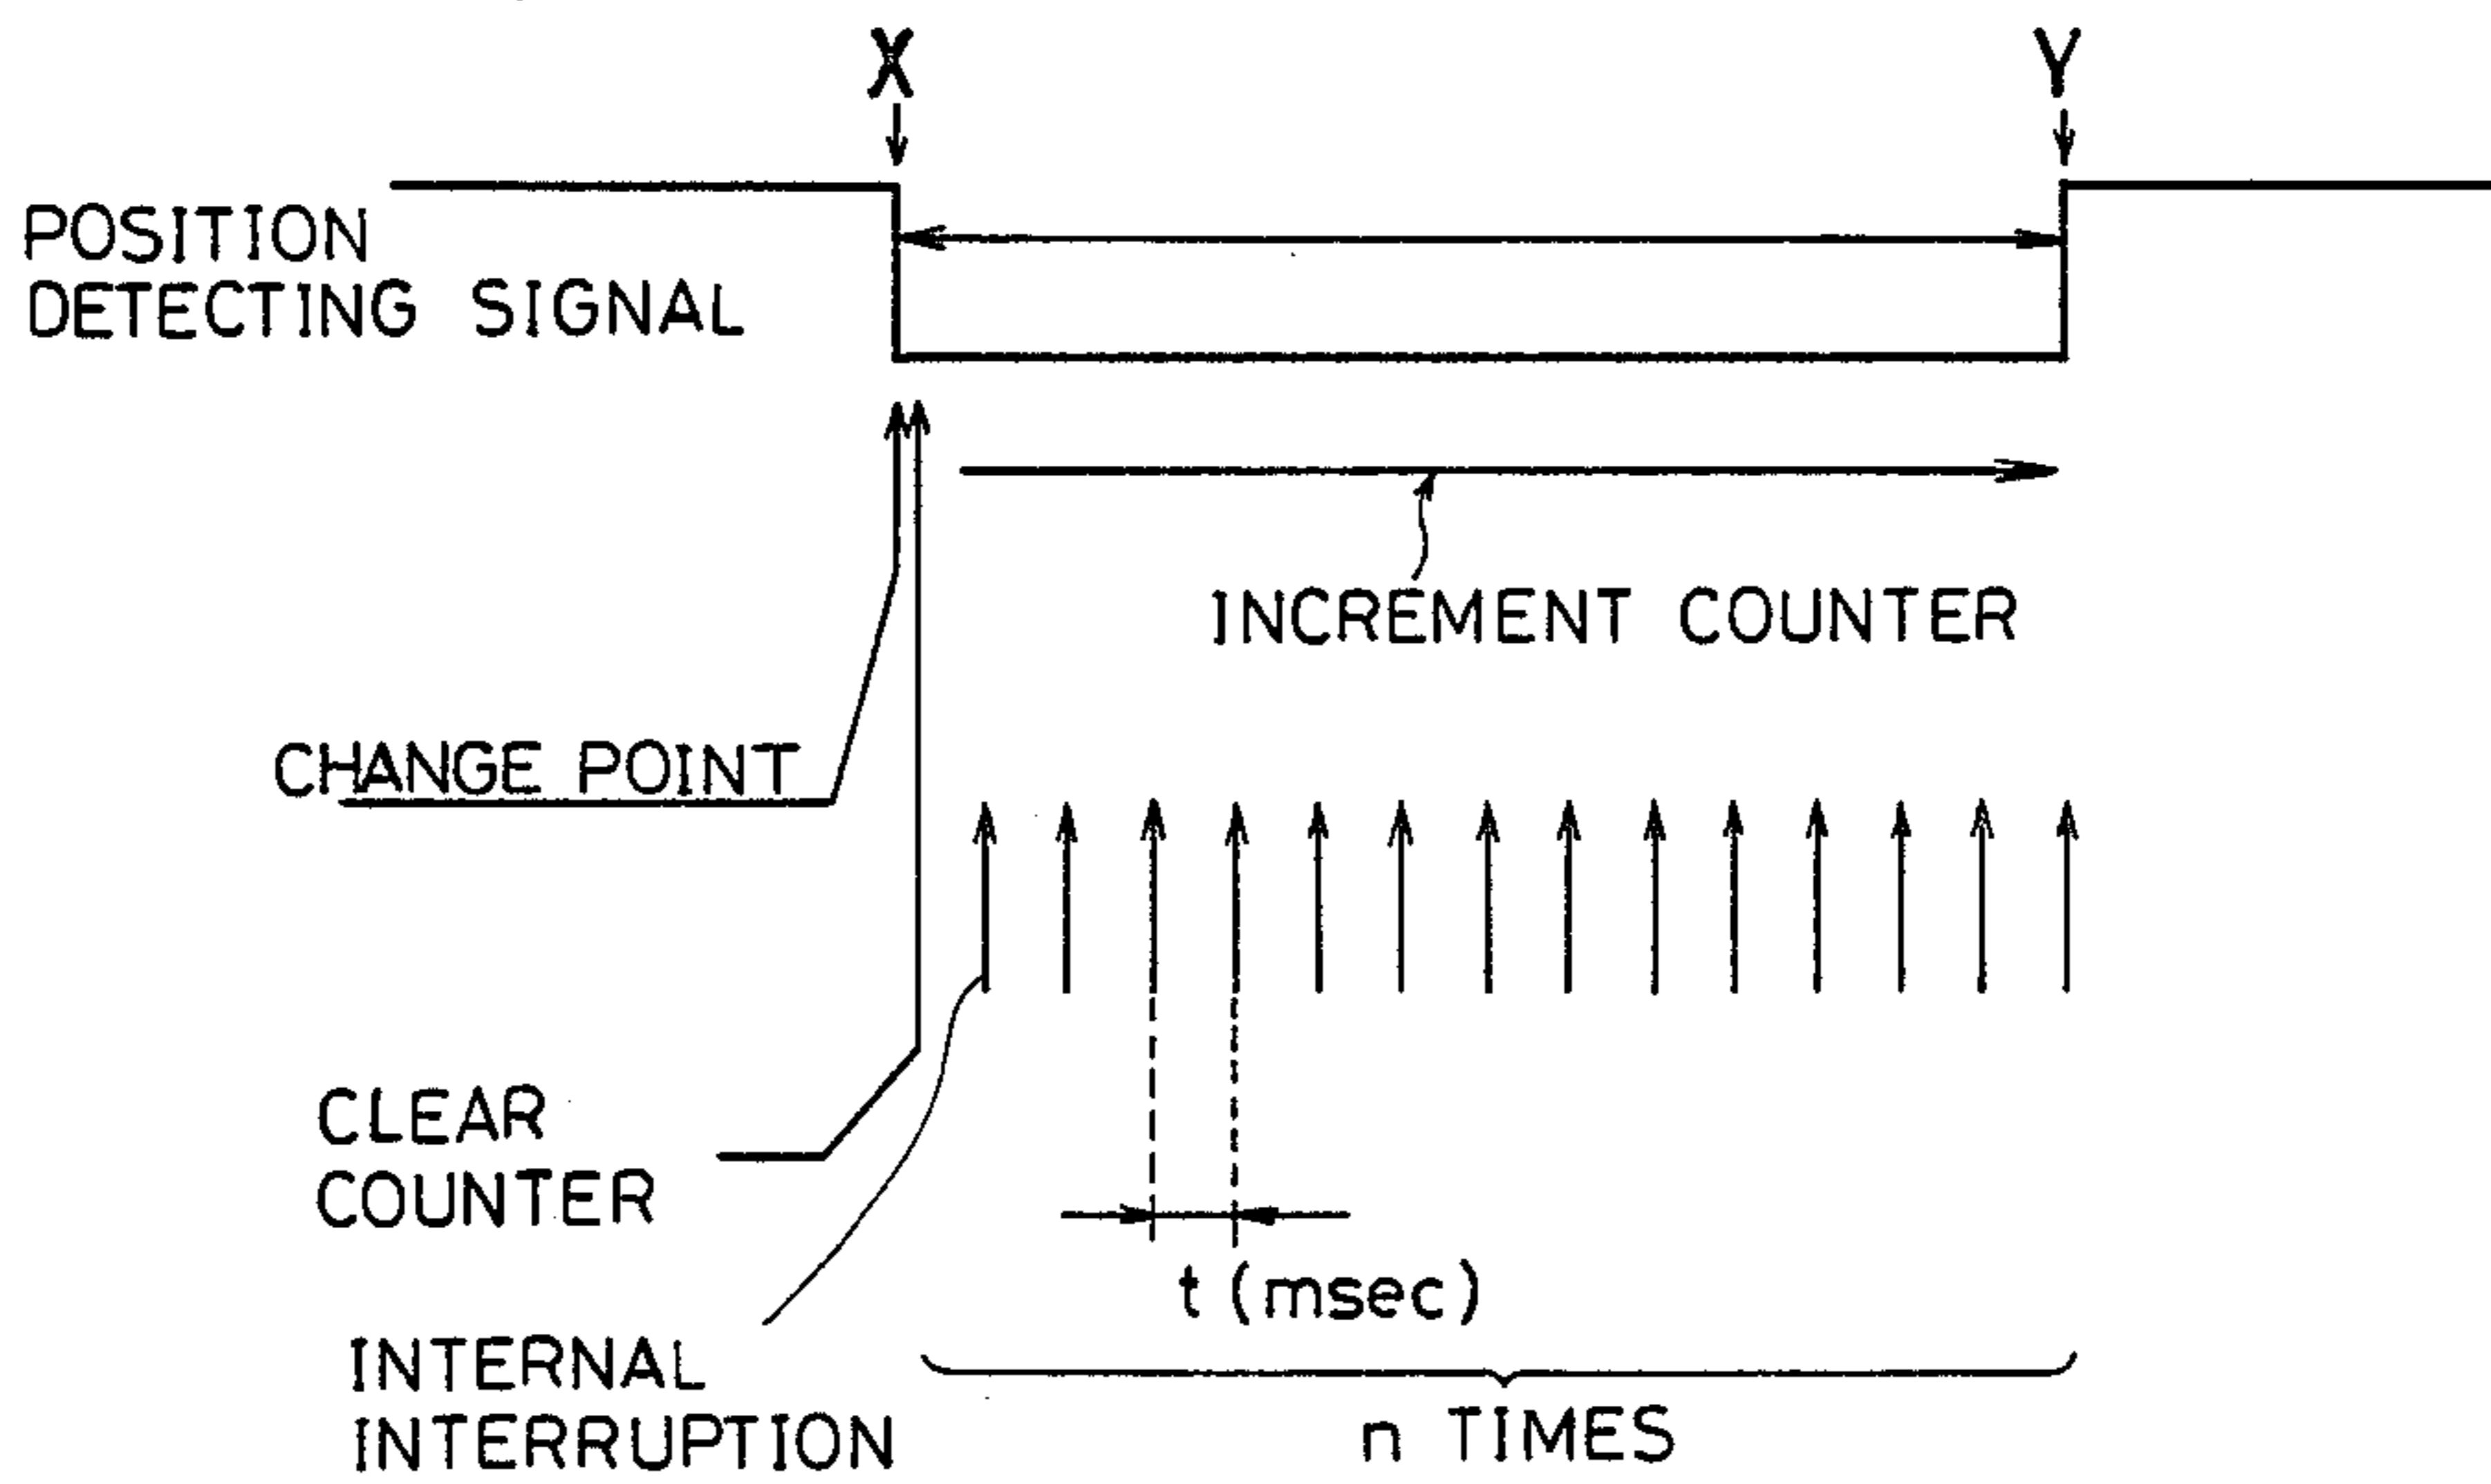 X
Y
POSITION
DETECTING SIGNAL
INCREMENT COUNTER
CHANGE POINT
CLEAR
COUNTER
t (msec)
INTERNAL
INTERRUPTION
n TIMES